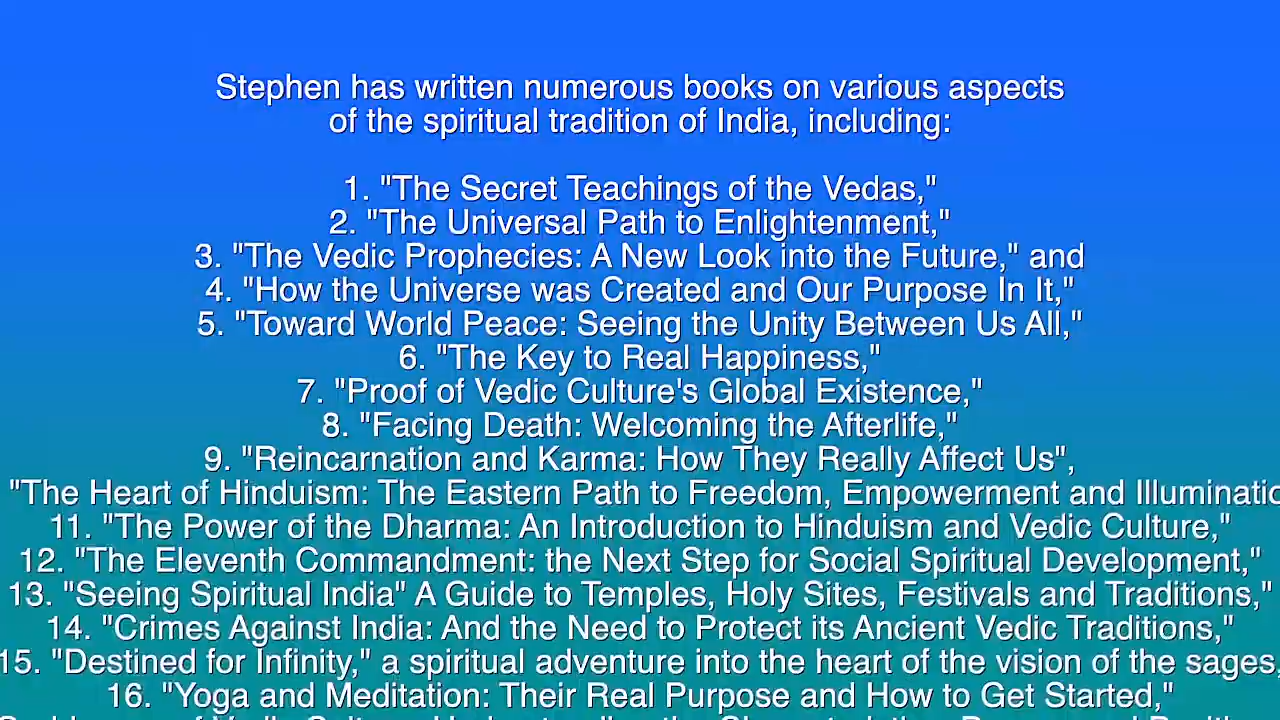 Stephen has written numerous books on various aspects
of the spiritual tradition of India, including:
1. "The Secret Teachings of the Vedas,"
2. "The Universal Path to Enlightenment,"
3. "The Vedic Prophecies: A New Look into the Future," and
4. "How the Universe was Created and Our Purpose In It,"
5. "Toward World Peace: Seeing the Unity Between Us All,"
6. "The Key to Real Happiness,"
7. "Proof of Vedic Culture's Global Existence,"
8. "Facing Death: Welcoming the Afterlife,"
9. "Reincarnation and Karma: How They Really Affect Us",
"The Heart of Hinduism: The Eastern Path to Freedom, Empowerment and Illuminatio
11. "The Power of the Dharma: An Introduction to Hinduism and Vedic Culture,"
12. "The Eleventh Commandment: the Next Step for Social Spiritual Development,"
13. "Seeing Spiritual India" A Guide to Temples, Holy Sites, Festivals and Traditions,"
14. "Crimes Against India: And the Need to Protect its Ancient Vedic Traditions,"
15. "Destined for Infinity," a spiritual adventure into the heart of the vision of the sages,
16. "Yoga and Meditation: Their Real Purpose and How to Get Started,"